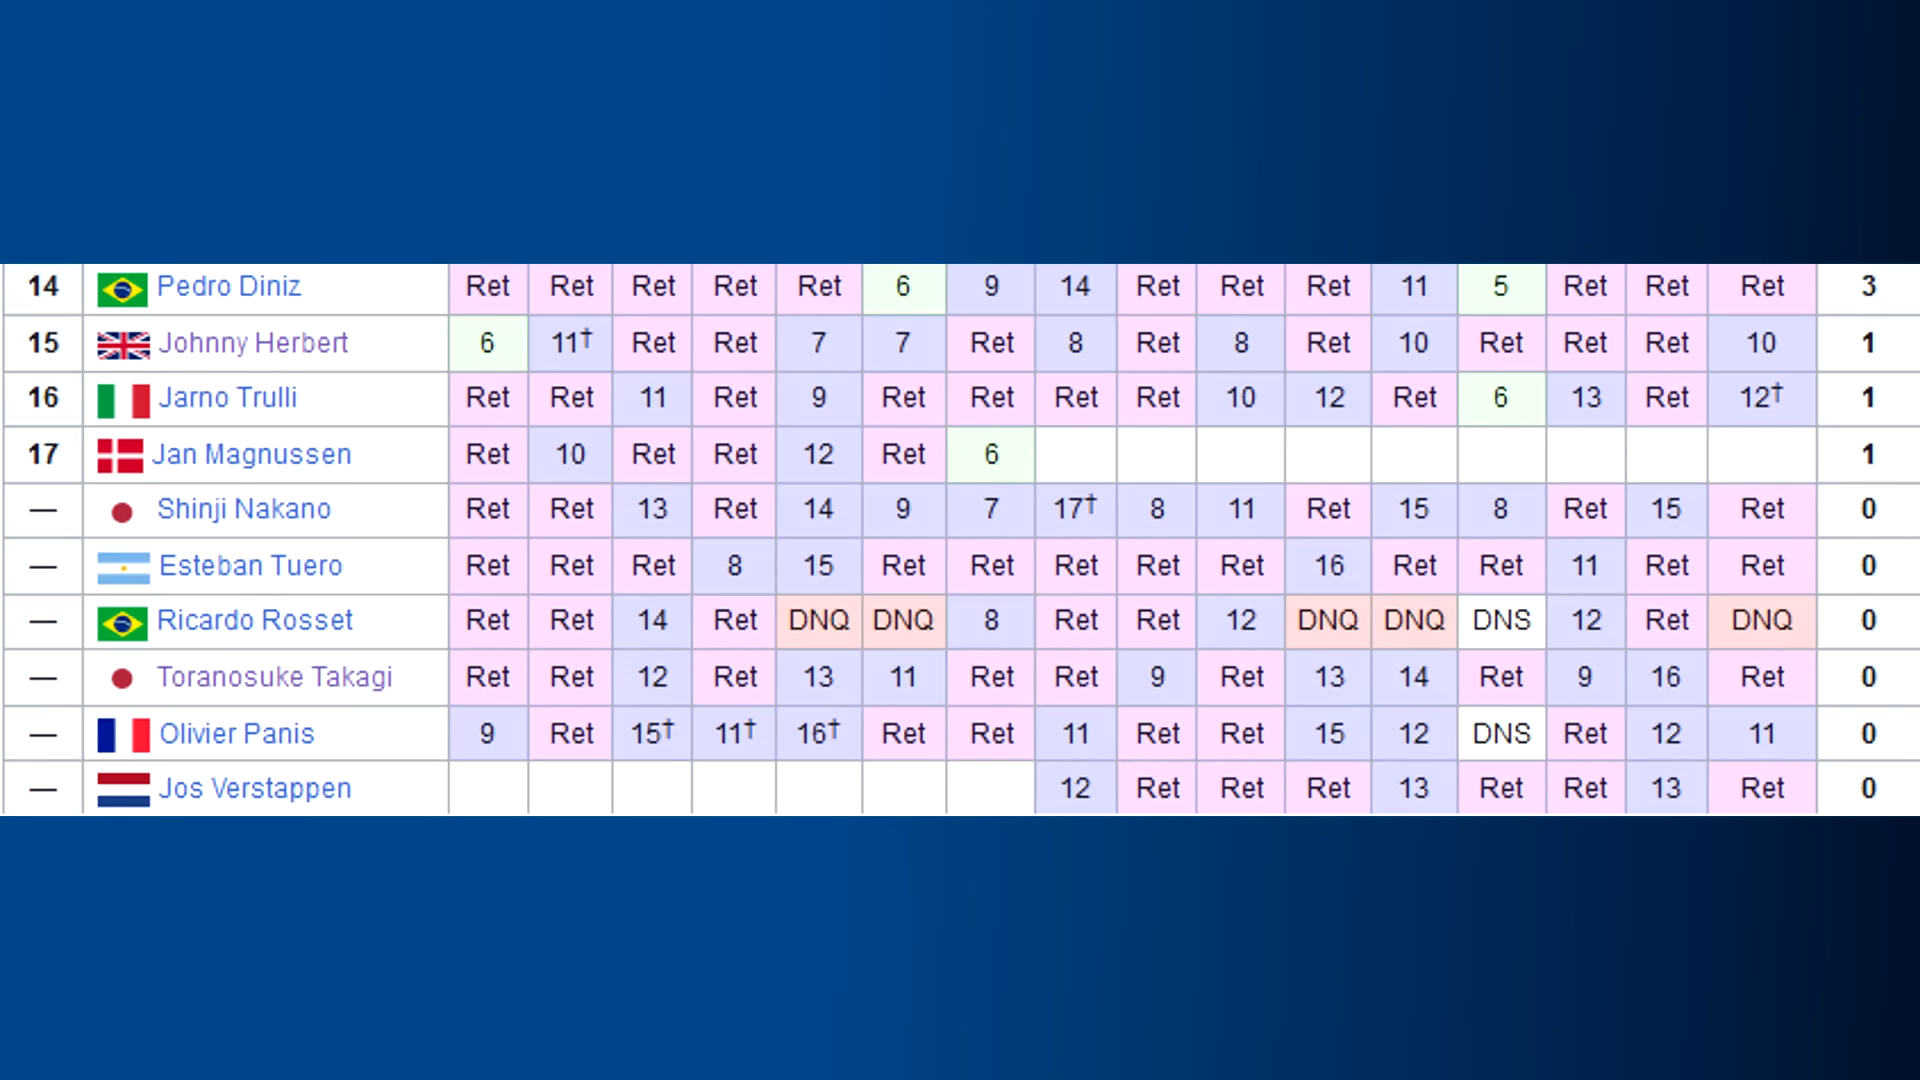 14 Pedro Diniz Ret Ret Ret Ret Ret 6 9 14 Ret Ret Ret 11 5 Ret Ret Ret 3
15 Johnny Herbert 6 11† Ret Ret 7 7 Ret 8 Ret 8 Ret 10 Ret Ret Ret 10 1
16 Jarno Trulli Ret Ret 11 Ret 9 Ret Ret Ret Ret 10 12 Ret 6 13 Ret 12† 1
17 Jan Magnussen Ret 10 Ret Ret 12 Ret 6 1
— Shinji Nakano Ret Ret 13 Ret 14 9 7 17† 8 11 Ret 15 8 Ret 15 Ret 0
— Esteban Tuero Ret Ret Ret 8 15 Ret Ret Ret Ret Ret 16 Ret Ret 11 Ret Ret 0
— Ricardo Rosset Ret Ret 14 Ret DNQ DNQ 8 Ret Ret 12 DNQ DNQ DNS 12 Ret DNQ 0
— Toranosuke Takagi Ret Ret 12 Ret 13 11 Ret Ret 9 Ret 13 14 Ret 9 16 Ret 0
— Olivier Panis 9 Ret 15† 11† 16† Ret Ret 11 Ret Ret 15 12 DNS Ret 12 11 0
— Jos Verstappen 12 Ret Ret Ret 13 Ret Ret 13 Ret 0